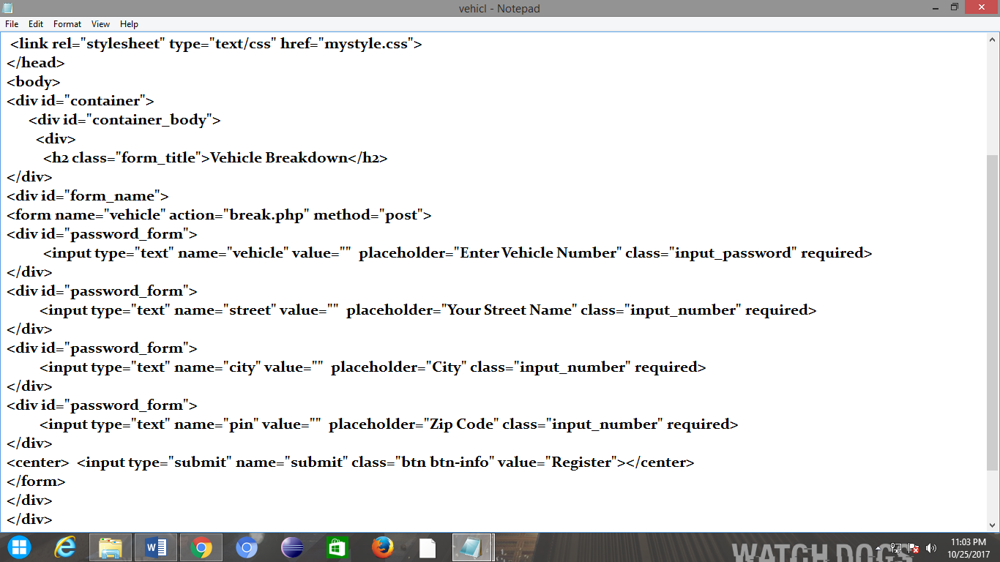 vehicl - Notepad
File Edit Format View Help
<link rel="stylesheet" type="text/css" href="mystyle.css">
</head>
<body>
<div id="container">
<div id="container_body">
<div>
<h2 class="form_title">Vehicle Breakdown</h2>
</div>
<div id="form_name">
<form name="vehicle" action="break.php" method="post">
<div id="password_form">
<input type="text" name="vehicle" value=""  placeholder="Enter Vehicle Number" class="input_password" required>
</div>
<div id="password_form">
<input type="text" name="street" value=""  placeholder="Your Street Name" class="input_number" required>
</div>
<div id="password_form">
<input type="text" name="city" value=""  placeholder="City" class="input_number" required>
</div>
<div id="password_form">
<input type="text" name="pin" value=""  placeholder="Zip Code" class="input_number" required>
</div>
<center>  <input type="submit" name="submit" class="btn btn-info" value="Register"></center>
</form>
</div>
</div>
WATCH DOGS
11:03 PM
10/25/2017